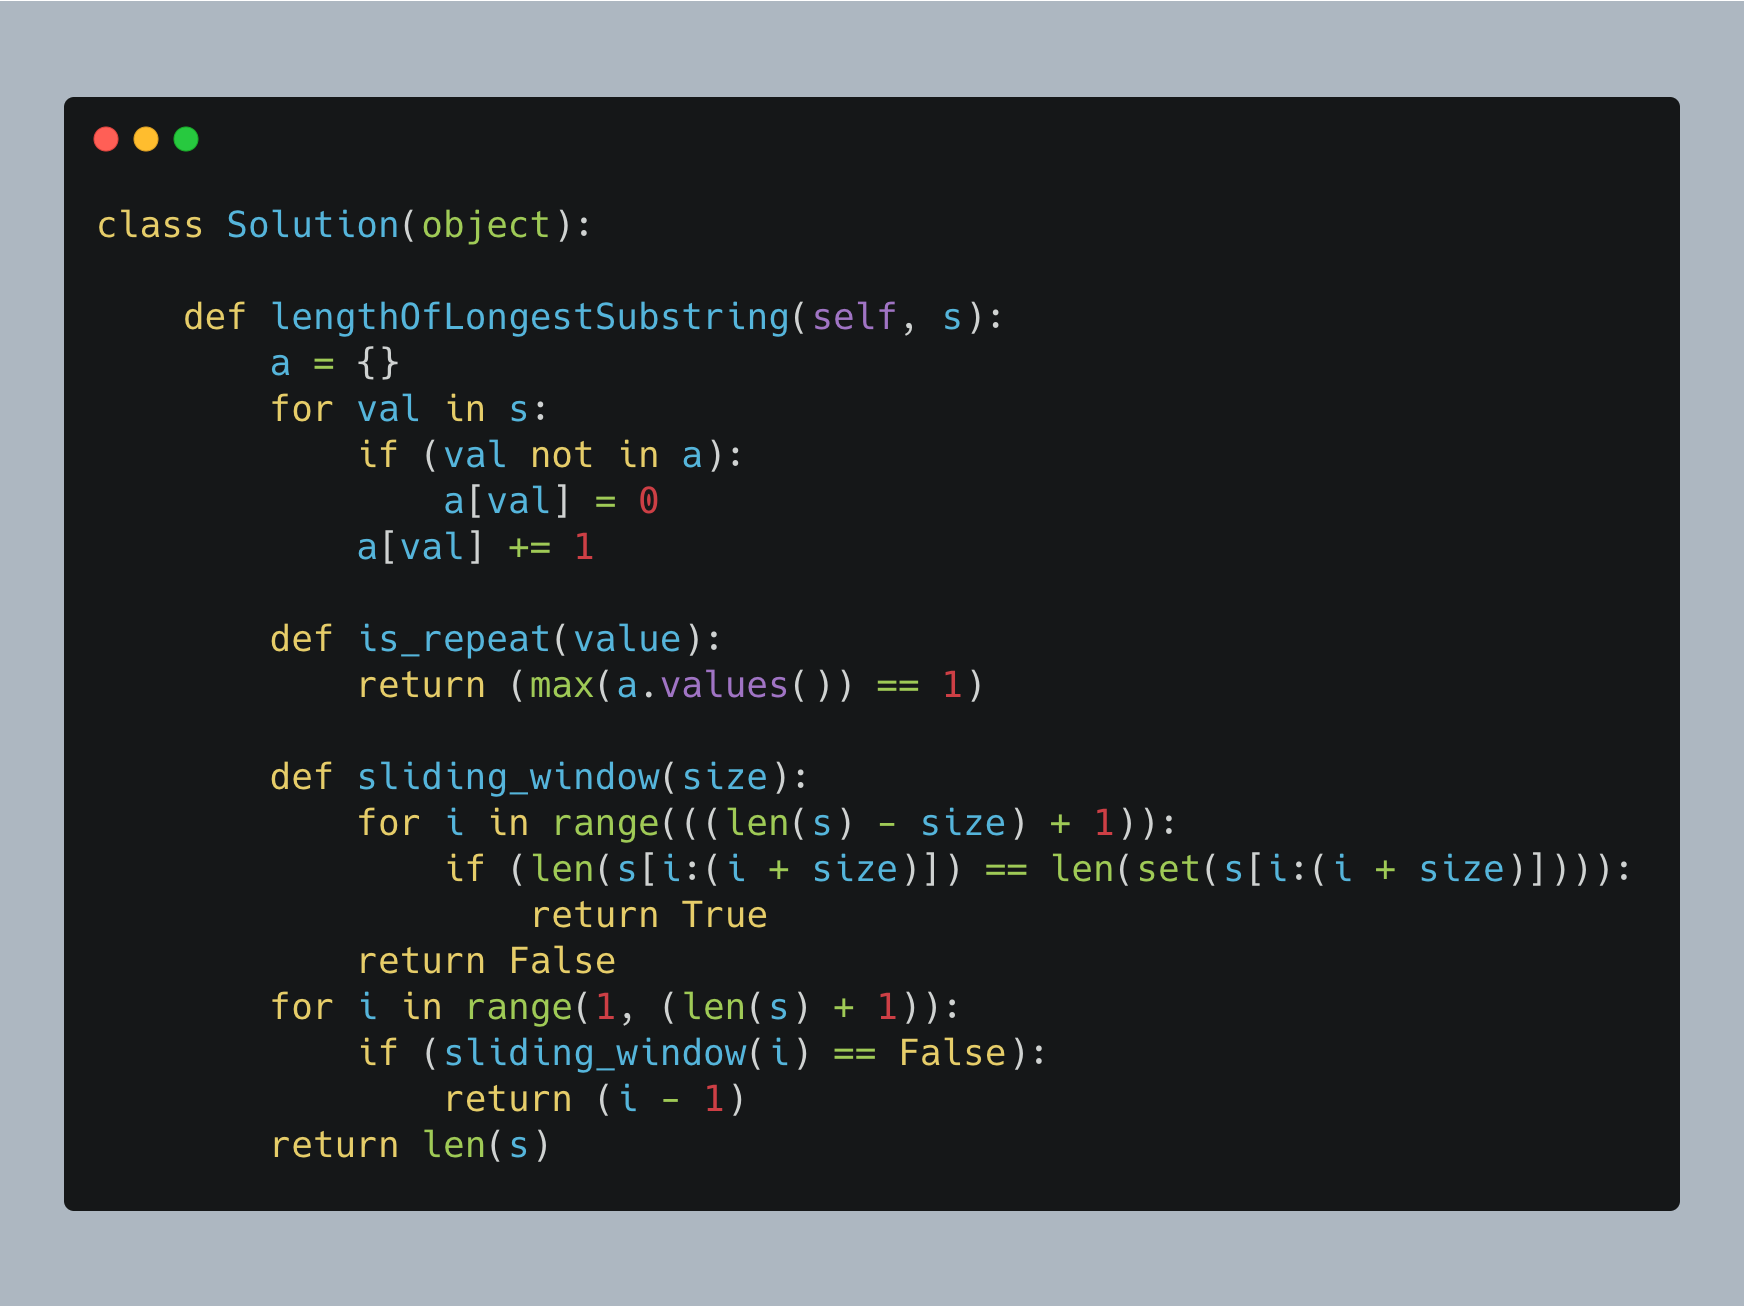 class Solution(object):

    def lengthOfLongestSubstring(self, s):
        a = {}
        for val in s:
            if (val not in a):
                a[val] = 0
            a[val] += 1

        def is_repeat(value):
            return (max(a.values()) == 1)

        def sliding_window(size):
            for i in range(((len(s) - size) + 1)):
                if (len(s[i:(i + size)]) == len(set(s[i:(i + size)]))):
                    return True
            return False
        for i in range(1, (len(s) + 1)):
            if (sliding_window(i) == False):
                return (i - 1)
        return len(s)